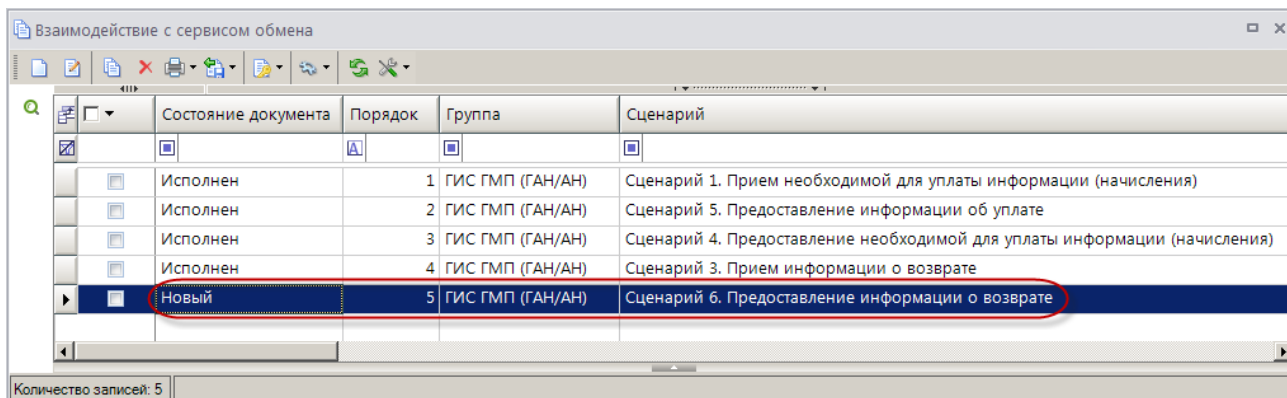 Взаимодействие с сервисом обмена
Состояние документа Порядок Группа Сценарий
A
Исполнен 1 ГИС ГМП (ГАН/АН) Сценарий 1. Прием необходимой для уплаты информации (начисления)
Исполнен 2 ГИС ГМП (ГАН/АН) Сценарий 5. Предоставление информации об уплате
Исполнен 3 ГИС ГМП (ГАН/АН) Сценарий 4. Предоставление необходимой для уплаты информации (начисления)
Исполнен 4 ГИС ГМП (ГАН/АН) Сценарий 3. Прием информации о возврате
Новый 5 ГИС ГМП (ГАН/АН) Сценарий 6. Предоставление информации о возврате
Количество записей: 5